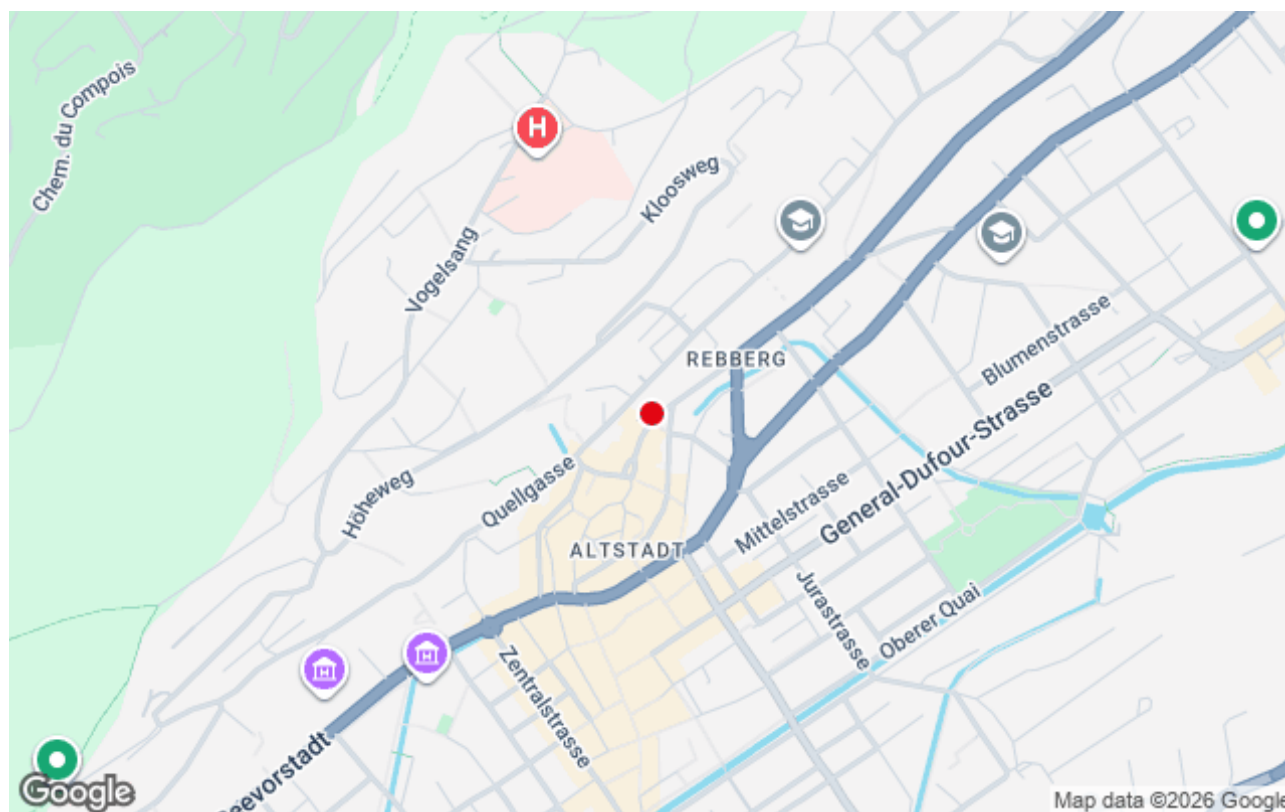 Chem. du Compois
H
Kloosweg
Vogelsang
REBBERG
Blumenstrasse
General-Dufour-Strasse
Höheweg
Quellgasse
Mittelstrasse
ALTSTADT
Jurastrasse
Oberer Quai
H
H
Zentralstrasse
Google
Map data ©2026 Google